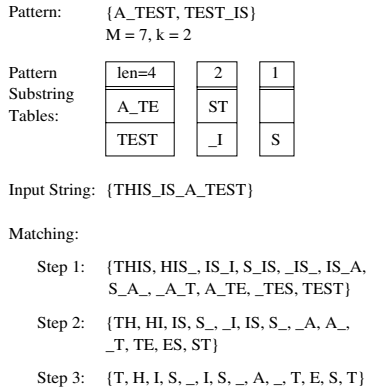 Pattern: {A_TEST, TEST_IS}
M = 7, k = 2
Pattern Substring Tables:
len=4 2 1
A_TE ST
TEST _I S
Input String: {THIS_IS_A_TEST}
Matching:
Step 1: {THIS, HIS_, IS_I, S_IS, _IS_, IS_A,
S_A_, _A_T, A_TE, _TES, TEST}
Step 2: {TH, HI, IS, S_, _I, IS, S_, _A, A_,
_T, TE, ES, ST}
Step 3: {T, H, I, S, _, I, S, _, A, _, T, E, S, T}